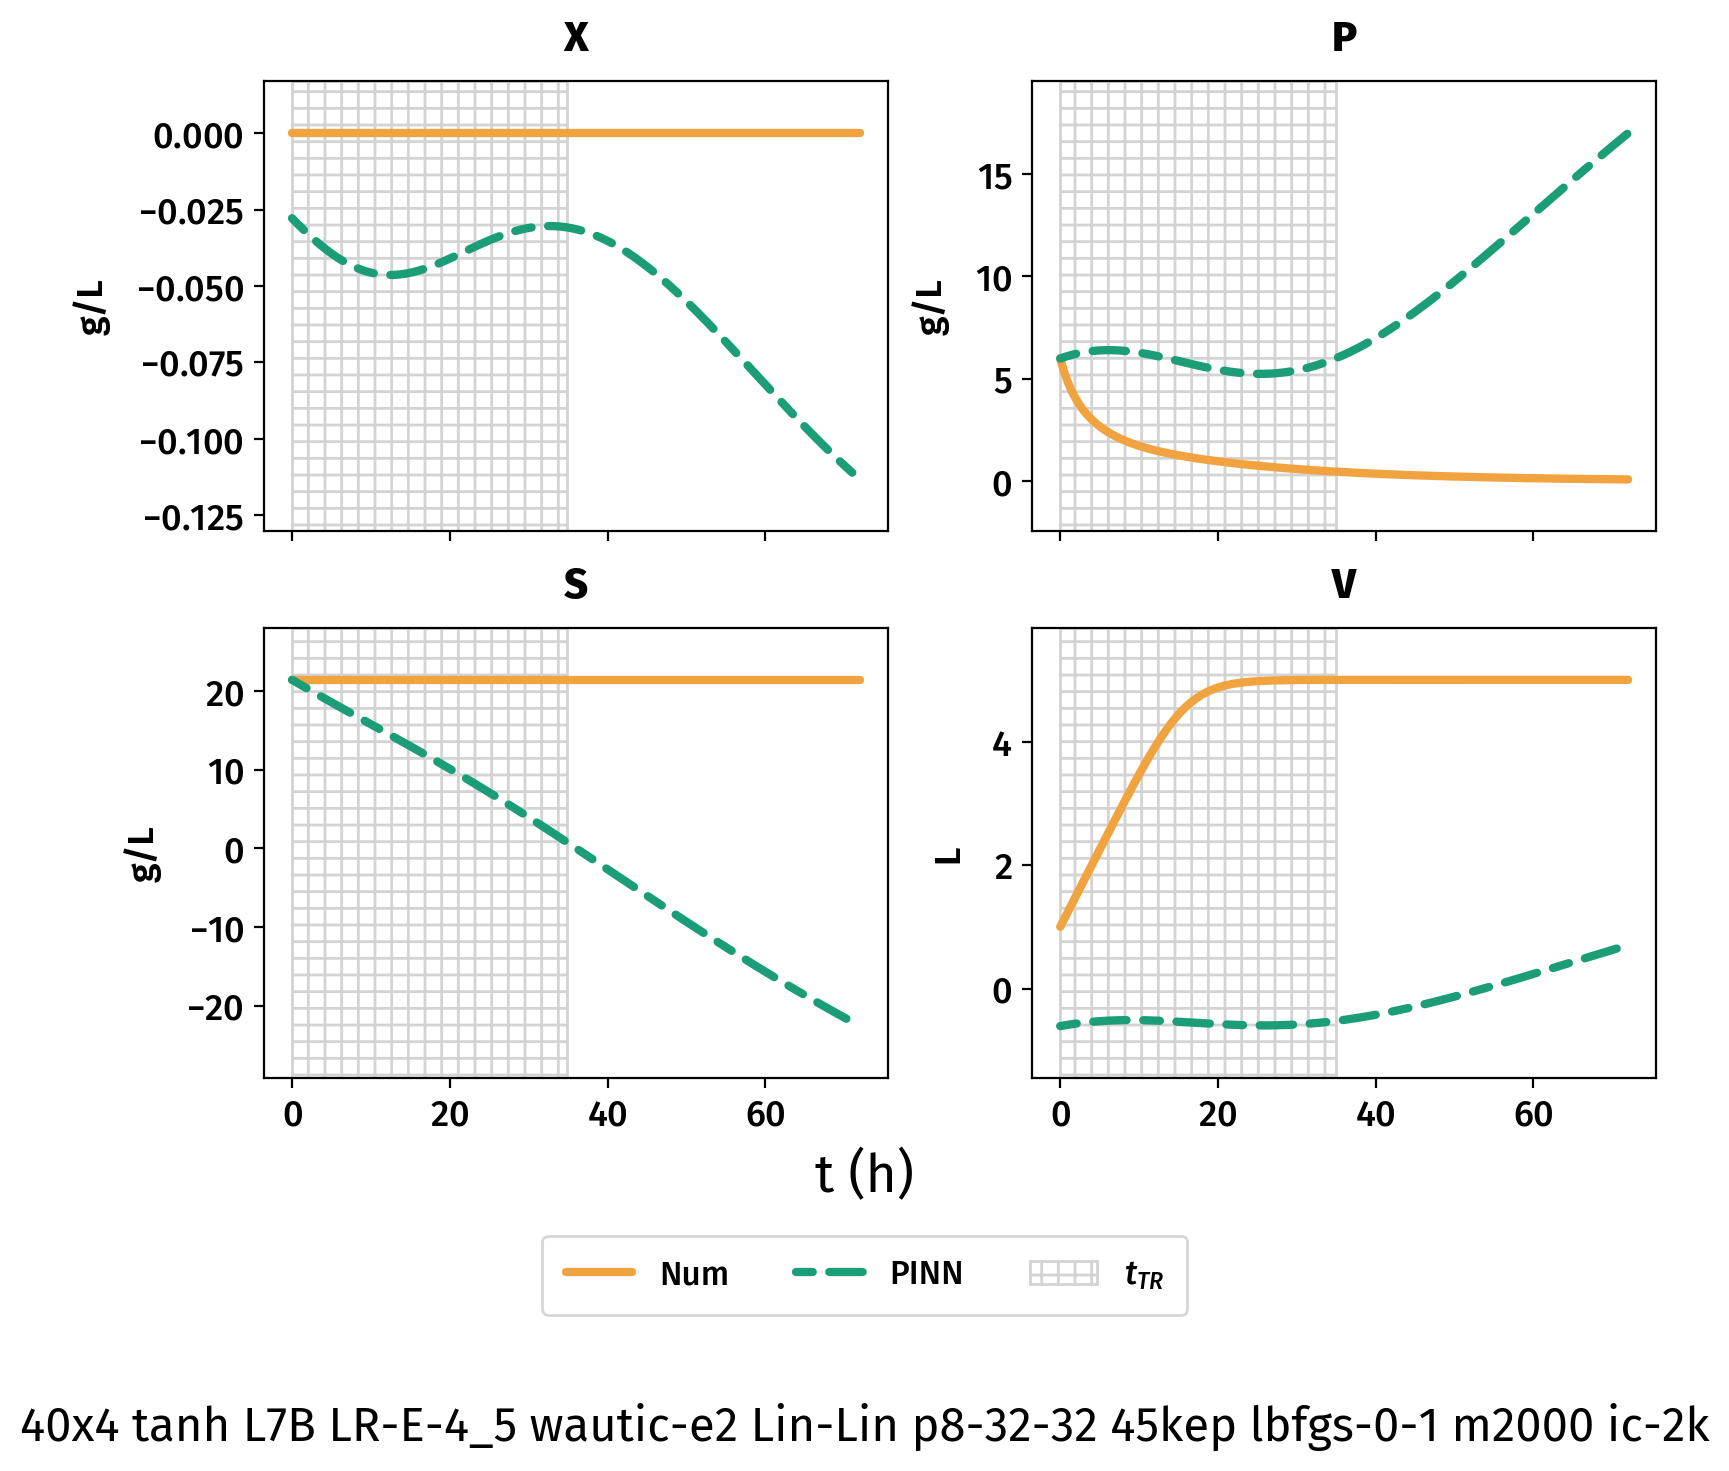 X
P
0.000
−0.025
−0.050
−0.075
−0.100
−0.125
g/L
15
10
5
0
g/L
S
V
20
10
0
−10
−20
g/L
4
2
0
L
0 20 40 60
0 20 40 60
t (h)
Num PINN tTR
40x4 tanh L7B LR-E-4_5 wautic-e2 Lin-Lin p8-32-32 45kep lbfgs-0-1 m2000 ic-2k